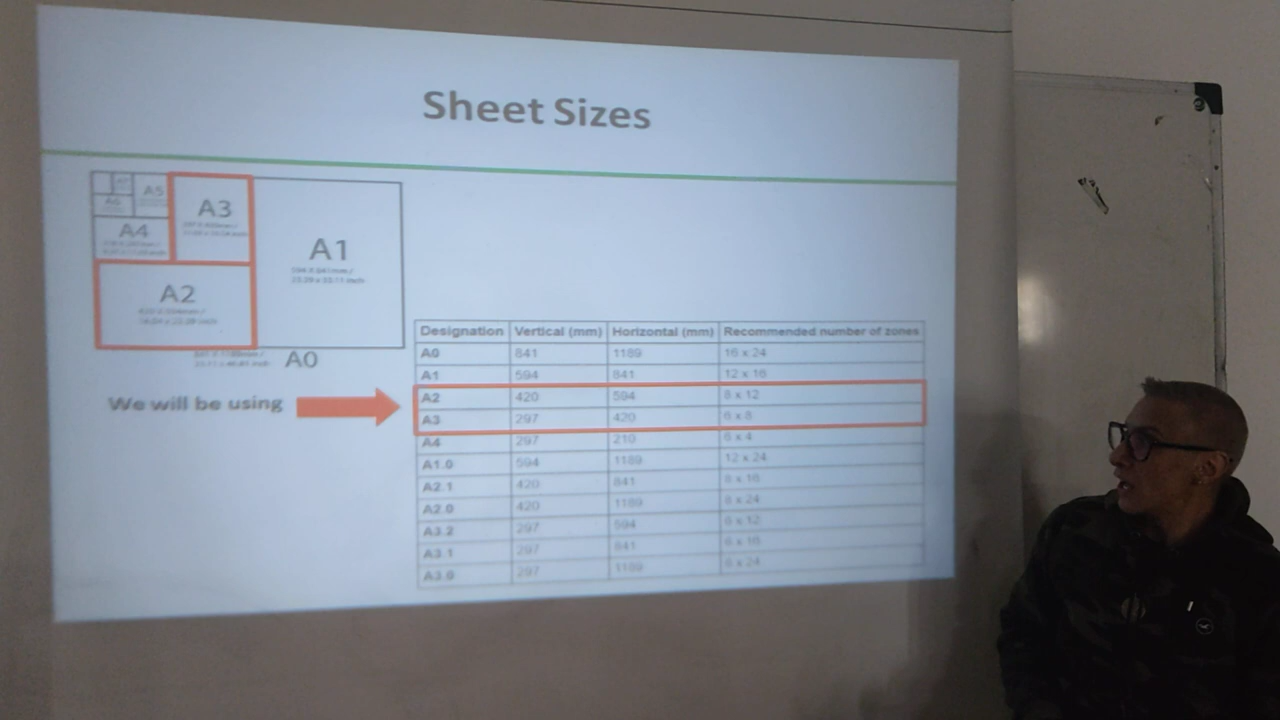 Sheet Sizes
A5
A3
A4
A1
A2
A0
We will be using
Designation Vertical (mm) Horizontal (mm) Recommended number of zones
A0 841 1189 16 x 24
A1 594 841 12 x 16
A2 420 594 8 x 12
A3 297 420 6 x 8
A4 297 210 6 x 4
A1.0 594 1189 12 x 24
A2.1 420 841 8 x 16
A2.0 420 1189 8 x 24
A3.2 297 594 6 x 12
A3.1 297 841 6 x 16
A3.0 297 1189 6 x 24